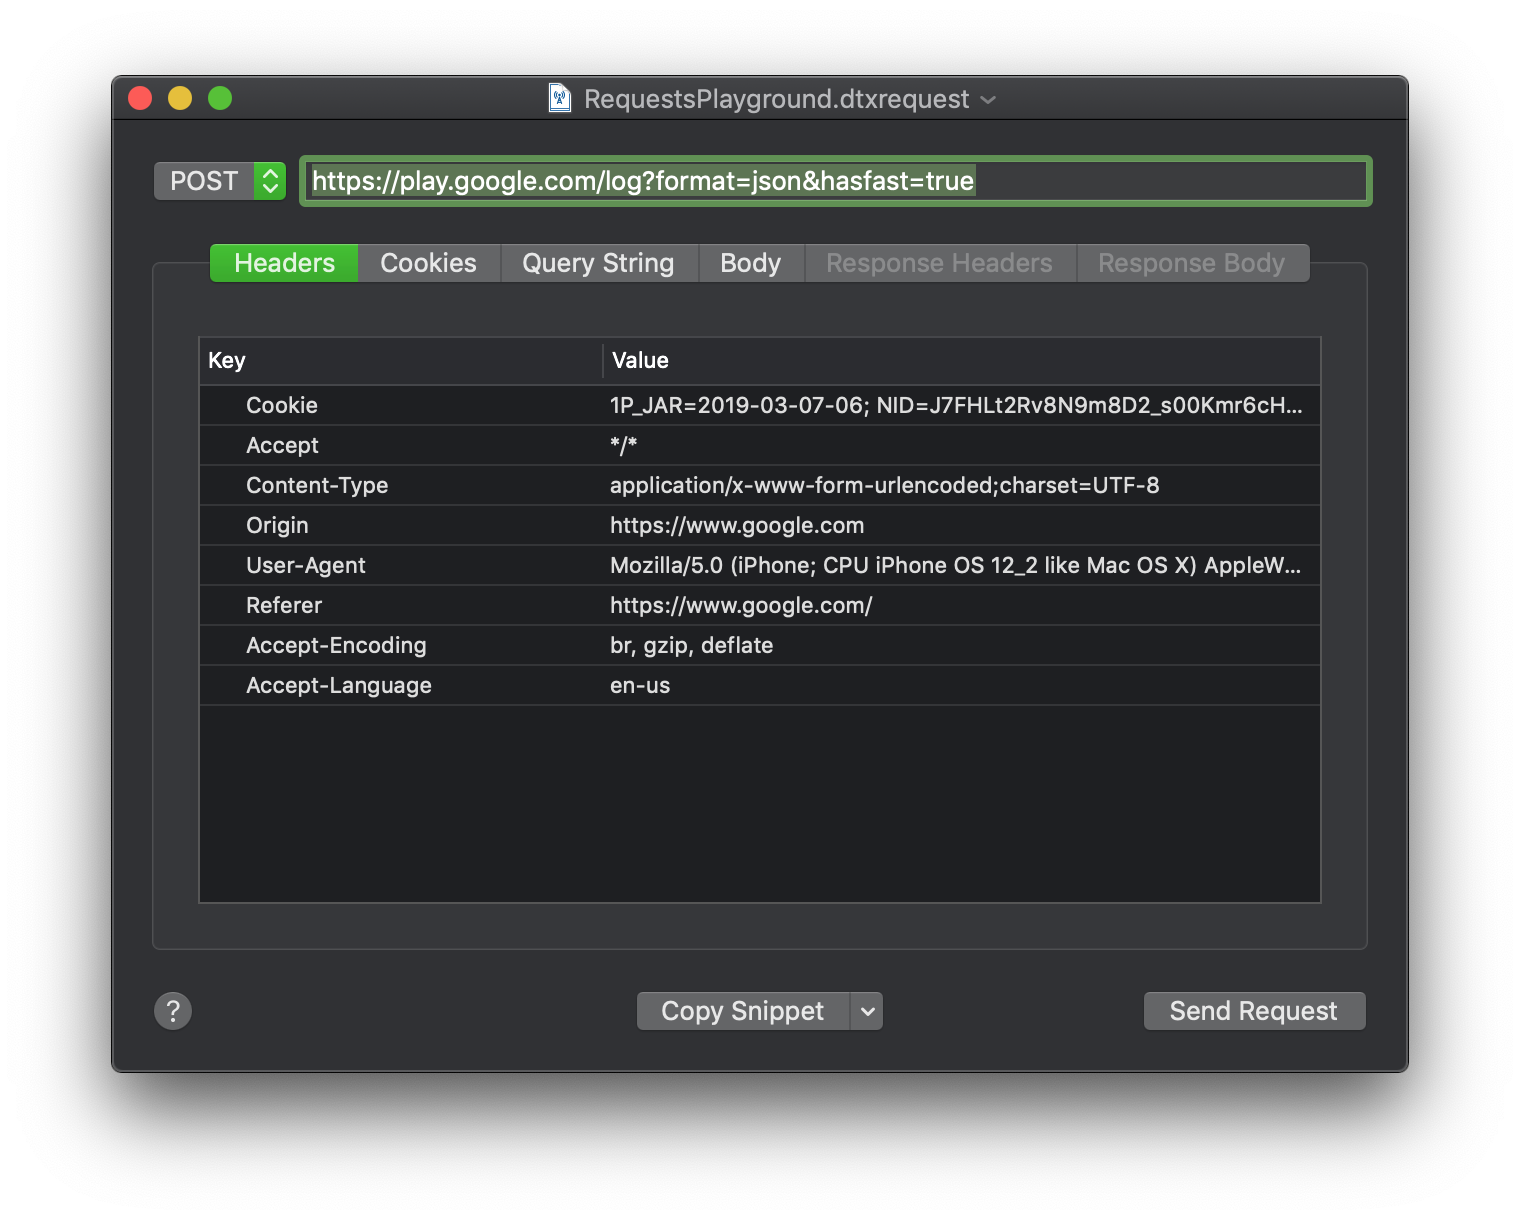 RequestsPlayground.dtxrequest
POST https://play.google.com/log?format=json&hasfast=true
Headers Cookies Query String Body Response Headers Response Body
Key Value
Cookie 1P_JAR=2019-03-07-06; NID=J7FHLt2Rv8N9m8D2_s00Kmr6cH...
Accept */*
Content-Type application/x-www-form-urlencoded;charset=UTF-8
Origin https://www.google.com
User-Agent Mozilla/5.0 (iPhone; CPU iPhone OS 12_2 like Mac OS X) AppleW...
Referer https://www.google.com/
Accept-Encoding br, gzip, deflate
Accept-Language en-us
? Copy Snippet Send Request